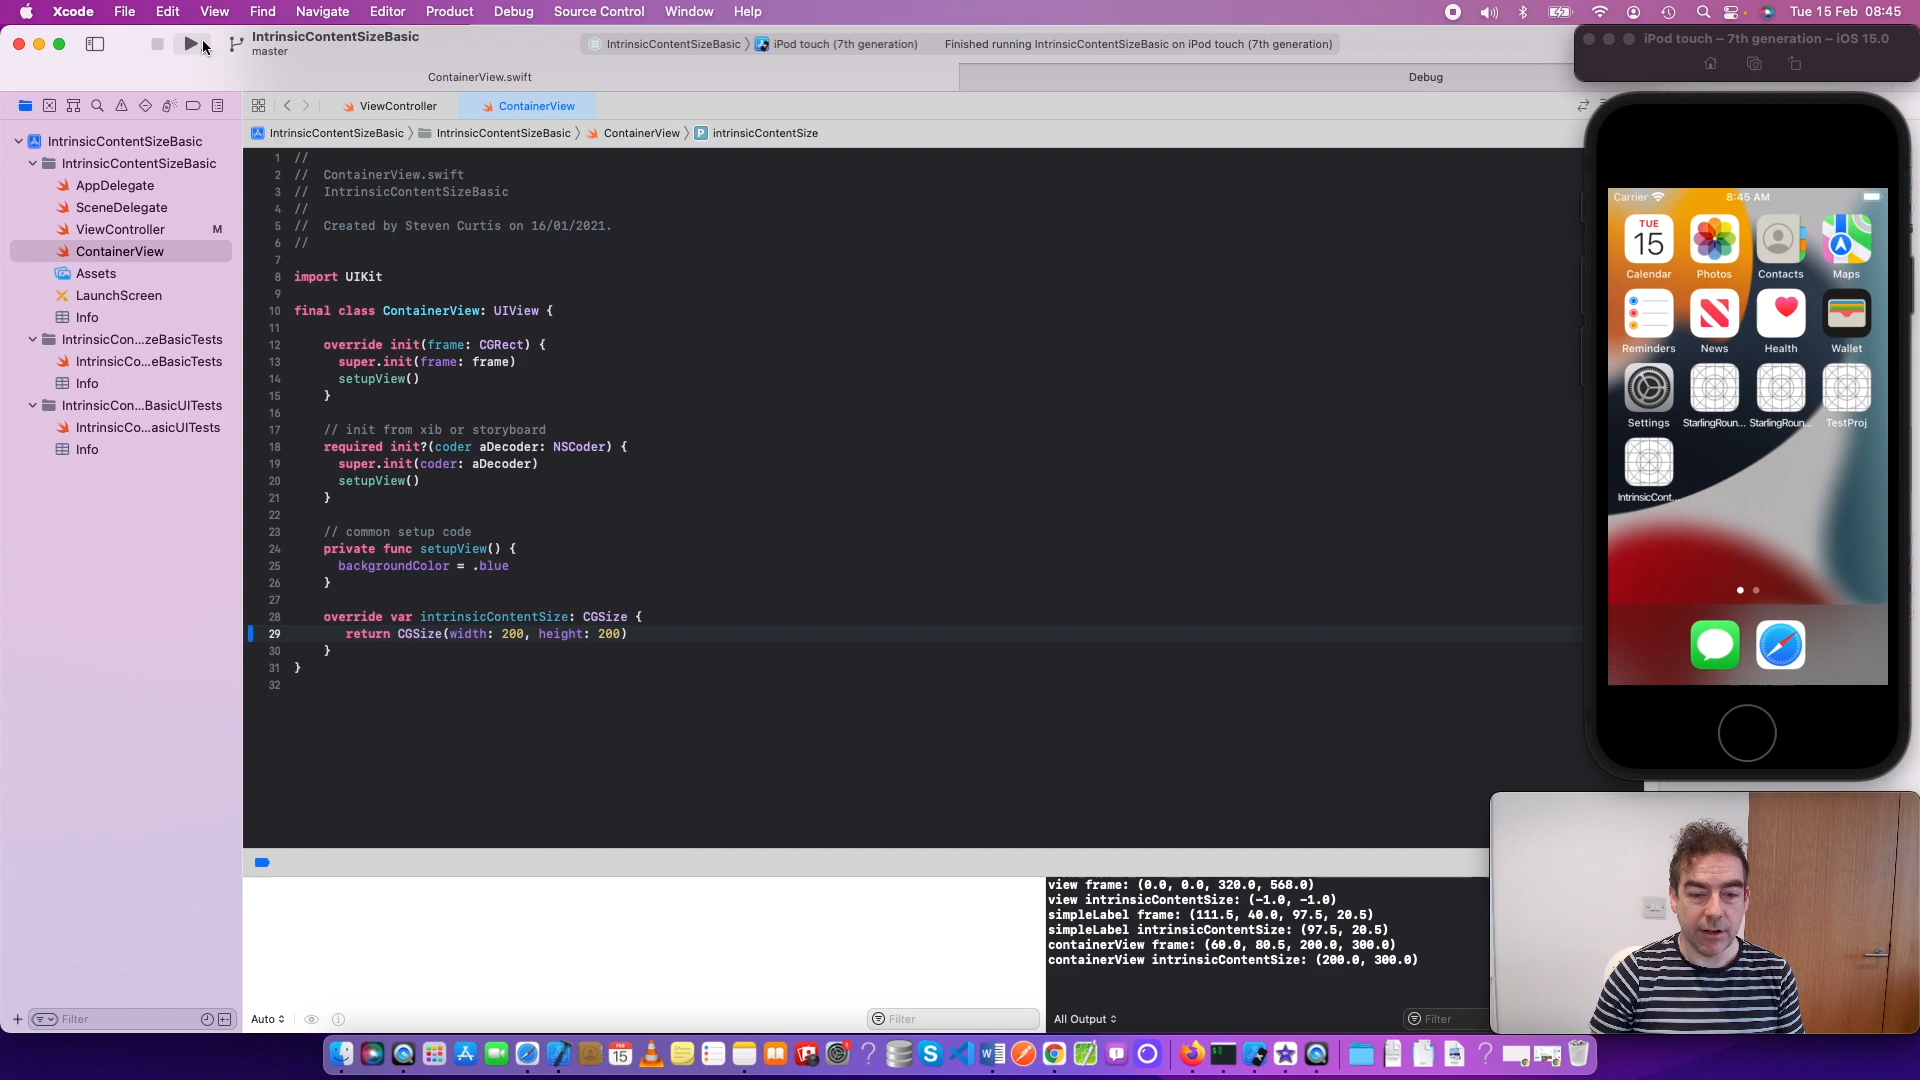 Xcode File Edit View Find Navigate Editor Product Debug Source Control Window Help
Tue 15 Feb 08:45
IntrinsicContentSizeBasic
master
IntrinsicContentSizeBasic
iPod touch (7th generation)
Finished running IntrinsicContentSizeBasic on iPod touch (7th generation)
ContainerView.swift
Debug
ViewController
ContainerView
IntrinsicContentSizeBasic
IntrinsicContentSizeBasic
ContainerView
P
intrinsicContentSize
IntrinsicContentSizeBasic
IntrinsicContentSizeBasic
AppDelegate
SceneDelegate
ViewController M
ContainerView
Assets
LaunchScreen
Info
IntrinsicCon...zeBasicTests
IntrinsicCo...eBasicTests
Info
IntrinsicCon...BasicUITests
IntrinsicCo...asicUITests
Info
Filter
1 //
2 // ContainerView.swift
3 // IntrinsicContentSizeBasic
4 //
5 // Created by Steven Curtis on 16/01/2021.
6 //
7
8 import UIKit
9
10 final class ContainerView: UIView {
11
12 override init(frame: CGRect) {
13 super.init(frame: frame)
14 setupView()
15 }
16
17 // init from xib or storyboard
18 required init?(coder aDecoder: NSCoder) {
19 super.init(coder: aDecoder)
20 setupView()
21 }
22
23 // common setup code
24 private func setupView() {
25 backgroundColor = .blue
26 }
27
28 override var intrinsicContentSize: CGSize {
29 return CGSize(width: 200, height: 200)
30 }
31 }
32
view frame: (0.0, 0.0, 320.0, 568.0)
view intrinsicContentSize: (-1.0, -1.0)
simpleLabel frame: (111.5, 40.0, 97.5, 20.5)
simpleLabel intrinsicContentSize: (97.5, 20.5)
containerView frame: (60.0, 80.5, 200.0, 300.0)
containerView intrinsicContentSize: (200.0, 300.0)
Auto
Filter
All Output
Filter
iPod touch – 7th generation – iOS 15.0
Carrier 8:45 AM
TUE
15
Calendar Photos Contacts Maps
Reminders News Health Wallet
Settings StarlingRoun... StarlingRoun... TestProj
IntrinsicCont...